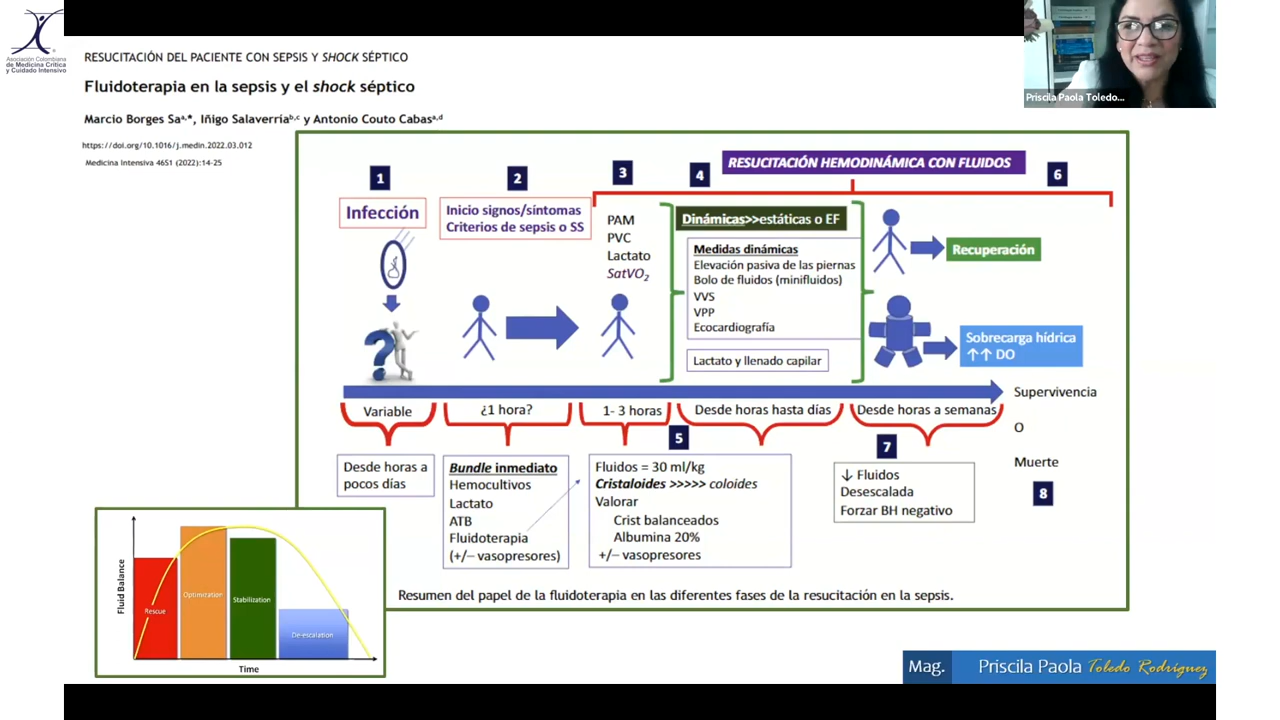 Asociación Colombiana
de Medicina Crítica
y Cuidado Intensivo
RESUCITACIÓN DEL PACIENTE CON SEPSIS Y SHOCK SÉPTICO
Fluidoterapia en la sepsis y el shock séptico
Marcio Borges Sa a,*, Iñigo Salaverría b,c y Antonio Couto Cabas a,d
https://doi.org/10.1016/j.medin.2022.03.012
Medicina Intensiva 46S1 (2022):14-25
Priscila Paola Toledo...
RESUCITACIÓN HEMODINÁMICA CON FLUIDOS
1
2
3
4
6
Infección
Inicio signos/síntomas
Criterios de sepsis o SS
PAM
PVC
Lactato
SatVO2
Dinámicas>>estáticas o EF
Medidas dinámicas
Elevación pasiva de las piernas
Bolo de fluidos (minifluidos)
VVS
VPP
Ecocardiografía
Lactato y llenado capilar
Recuperación
Sobrecarga hídrica
↑↑ DO
?
Variable
¿1 hora?
1- 3 horas
Desde horas hasta días
Desde horas a semanas
Supervivencia
O
Muerte
8
5
7
Desde horas a
pocos días
Bundle inmediato
Hemocultivos
Lactato
ATB
Fluidoterapia
(+/− vasopresores)
Fluidos = 30 ml/kg
Cristaloides >>>>> coloides
Valorar
Crist balanceados
Albumina 20%
+/− vasopresores
↓ Fluidos
Desescalada
Forzar BH negativo
Resumen del papel de la fluidoterapia en las diferentes fases de la resucitación en la sepsis.
Fluid Balance
Rescue
Optimization
Stabilization
De-escalation
Time
Mag. Priscila Paola Toledo Rodríguez